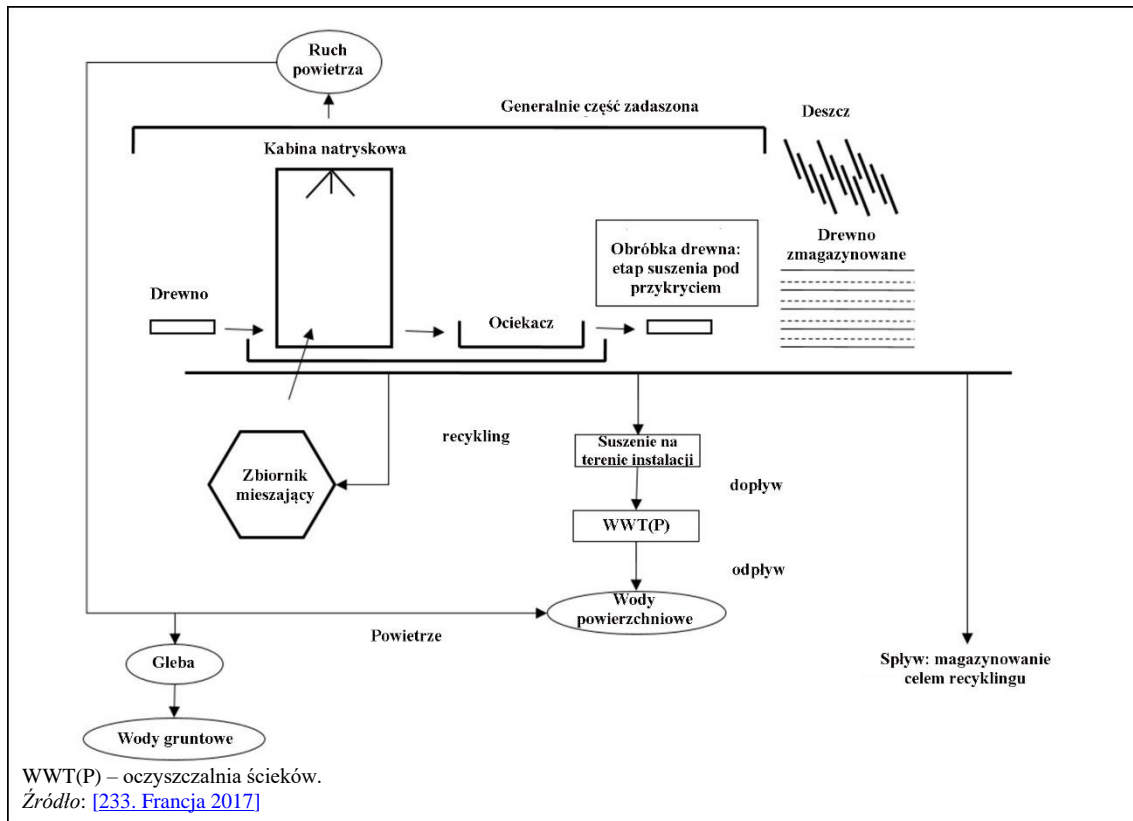 Ruch
powietrza
Generalnie część zadaszona
Deszcz
Kabina natryskowa
Obróbka drewna:
etap suszenia pod
przykryciem
Drewno
zmagazynowane
Drewno
Ociekacz
recykling
Zbiornik
mieszający
Suszenie na
terenie instalacji
dopływ
WWT(P)
odpływ
Wody
powierzchniowe
Powietrze
Gleba
Spływ: magazynowanie
celem recyklingu
Wody gruntowe
WWT(P) – oczyszczalnia ścieków.
Źródło: [233. Francja 2017]